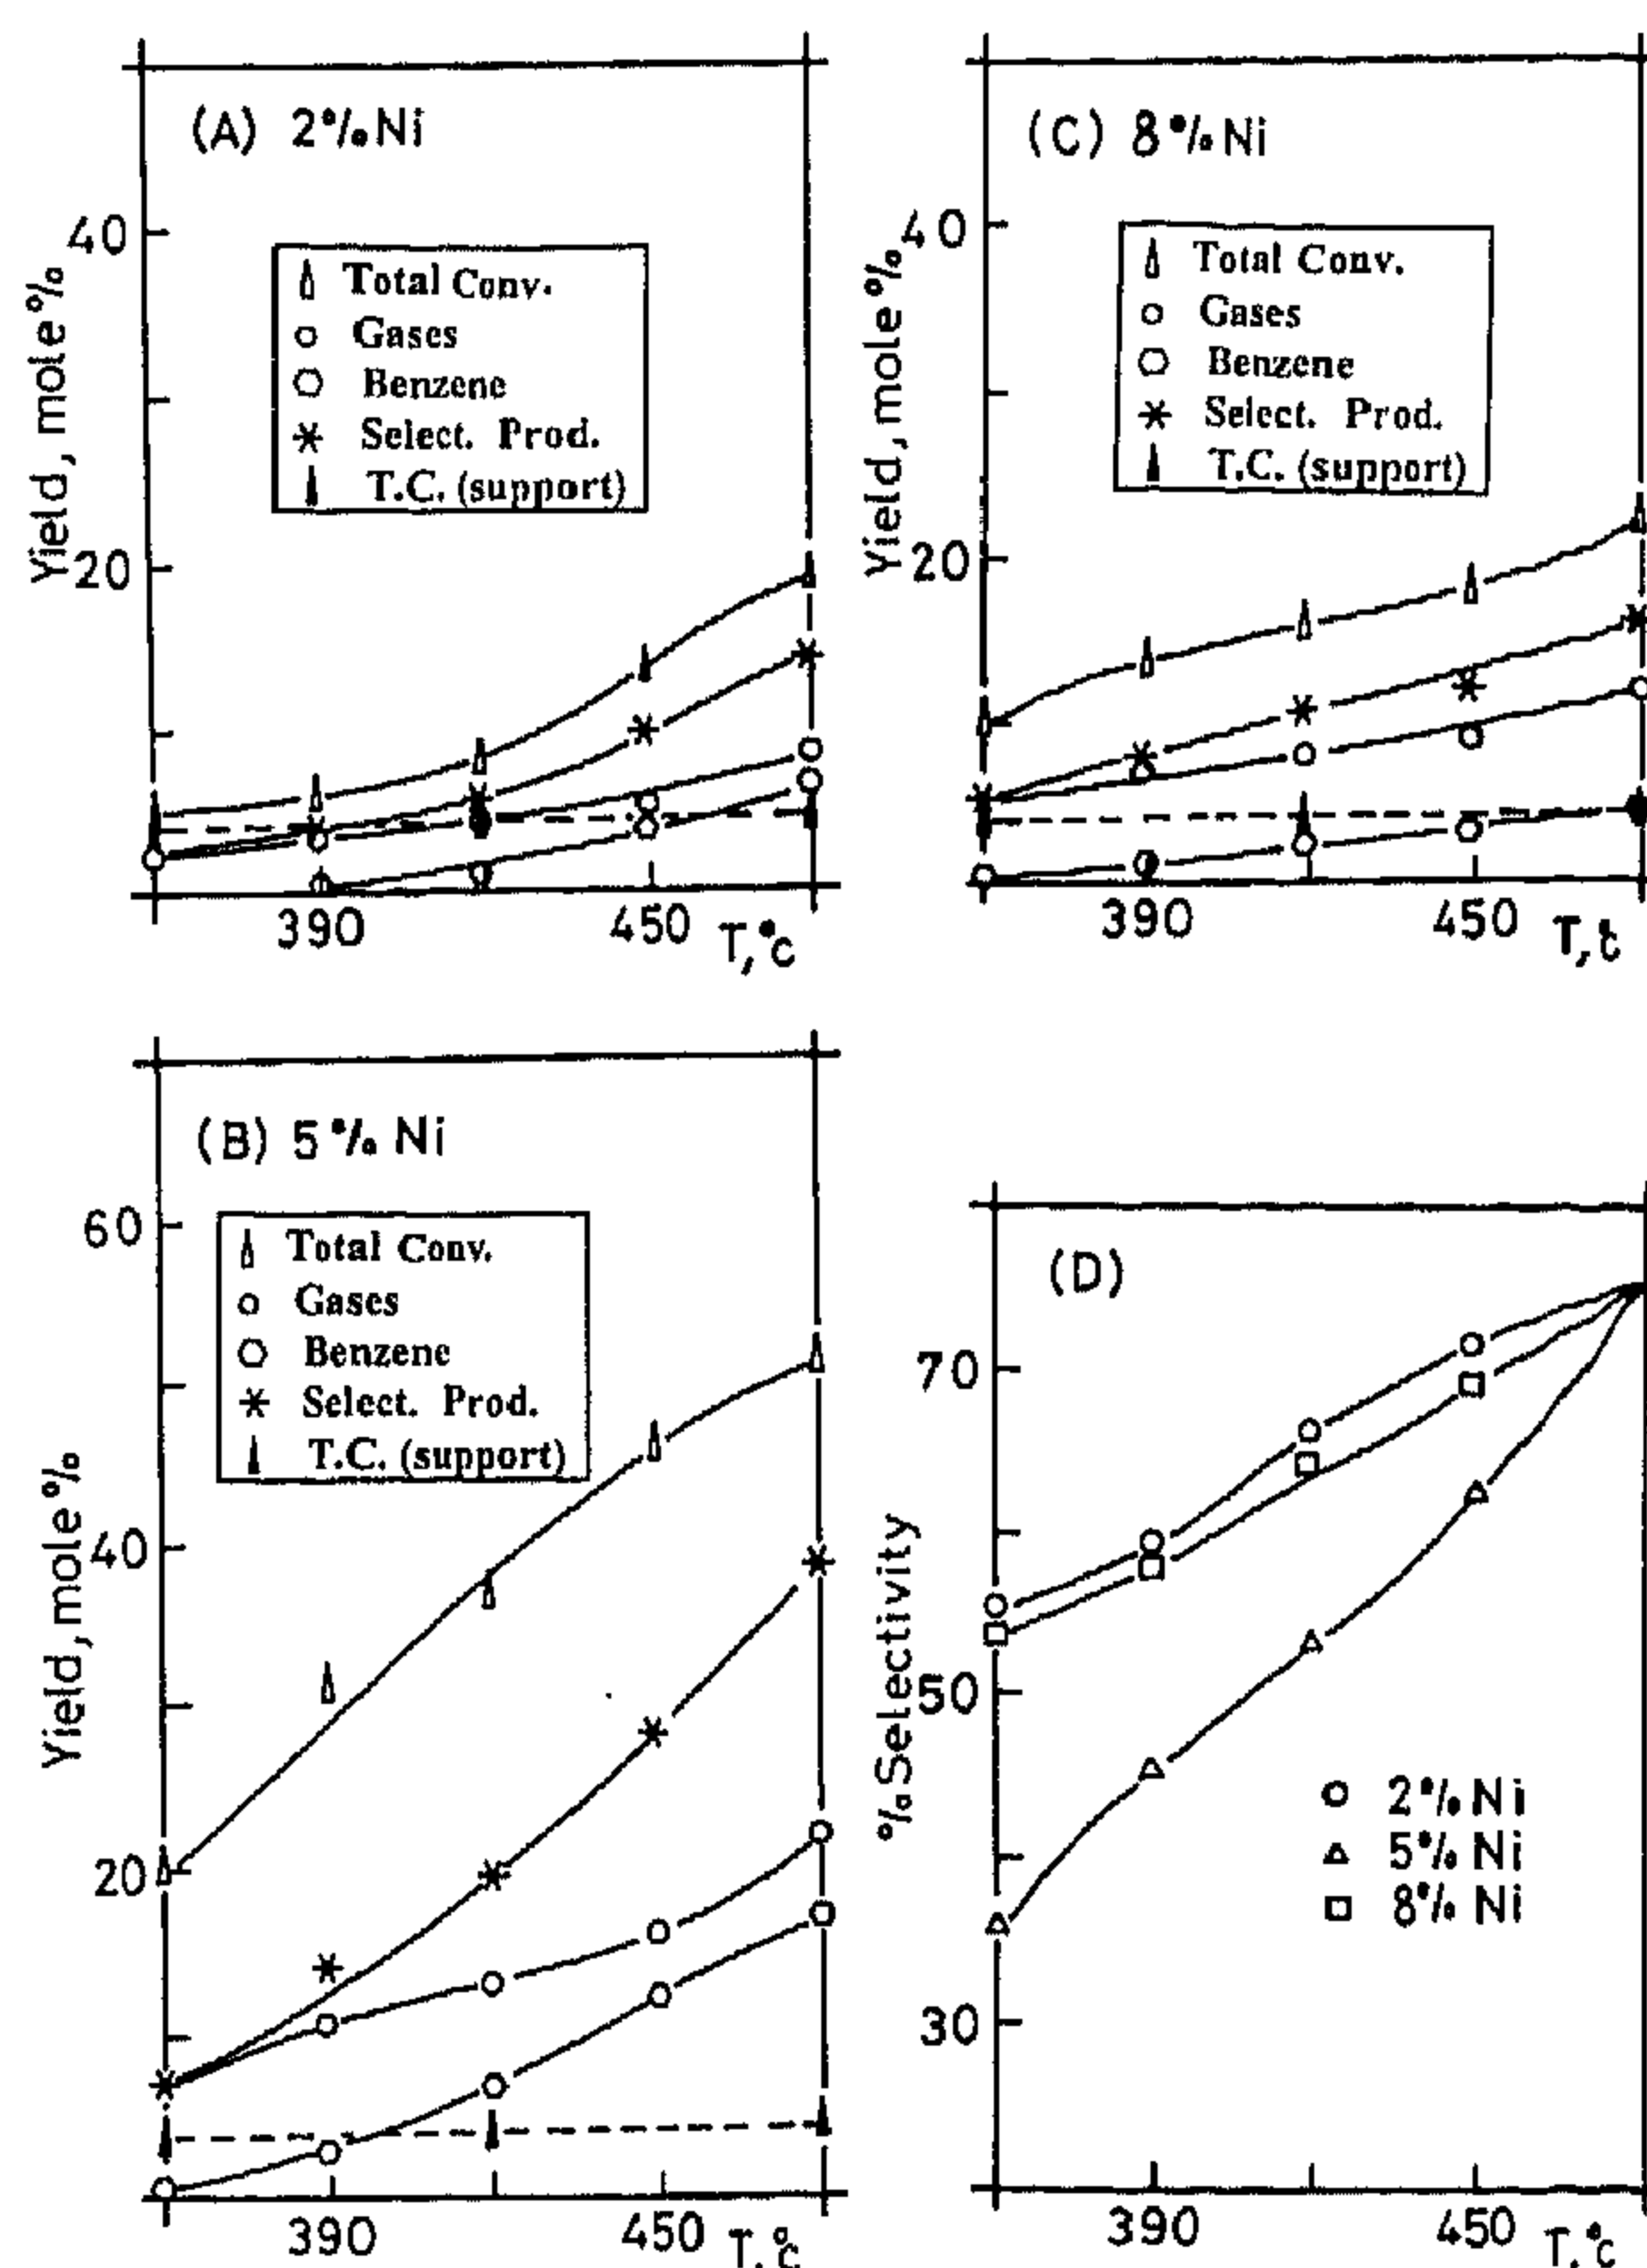 (A) 2% Ni
40
20
Yield, mole %
Total Conv.
Gases
Benzene
Select. Prod.
T.C. (support)
390
450
T, °c
(C) 8% Ni
40
20
Yield, mole %
Total Conv.
Gases
Benzene
Select. Prod.
T.C. (support)
390
450
T, c
(B) 5% Ni
60
40
20
Yield, mole %
Total Conv.
Gases
Benzene
Select. Prod.
T.C. (support)
390
450
T, °c
(D)
70
50
30
% Selectivity
2% Ni
5% Ni
8% Ni
390
450
T, °c